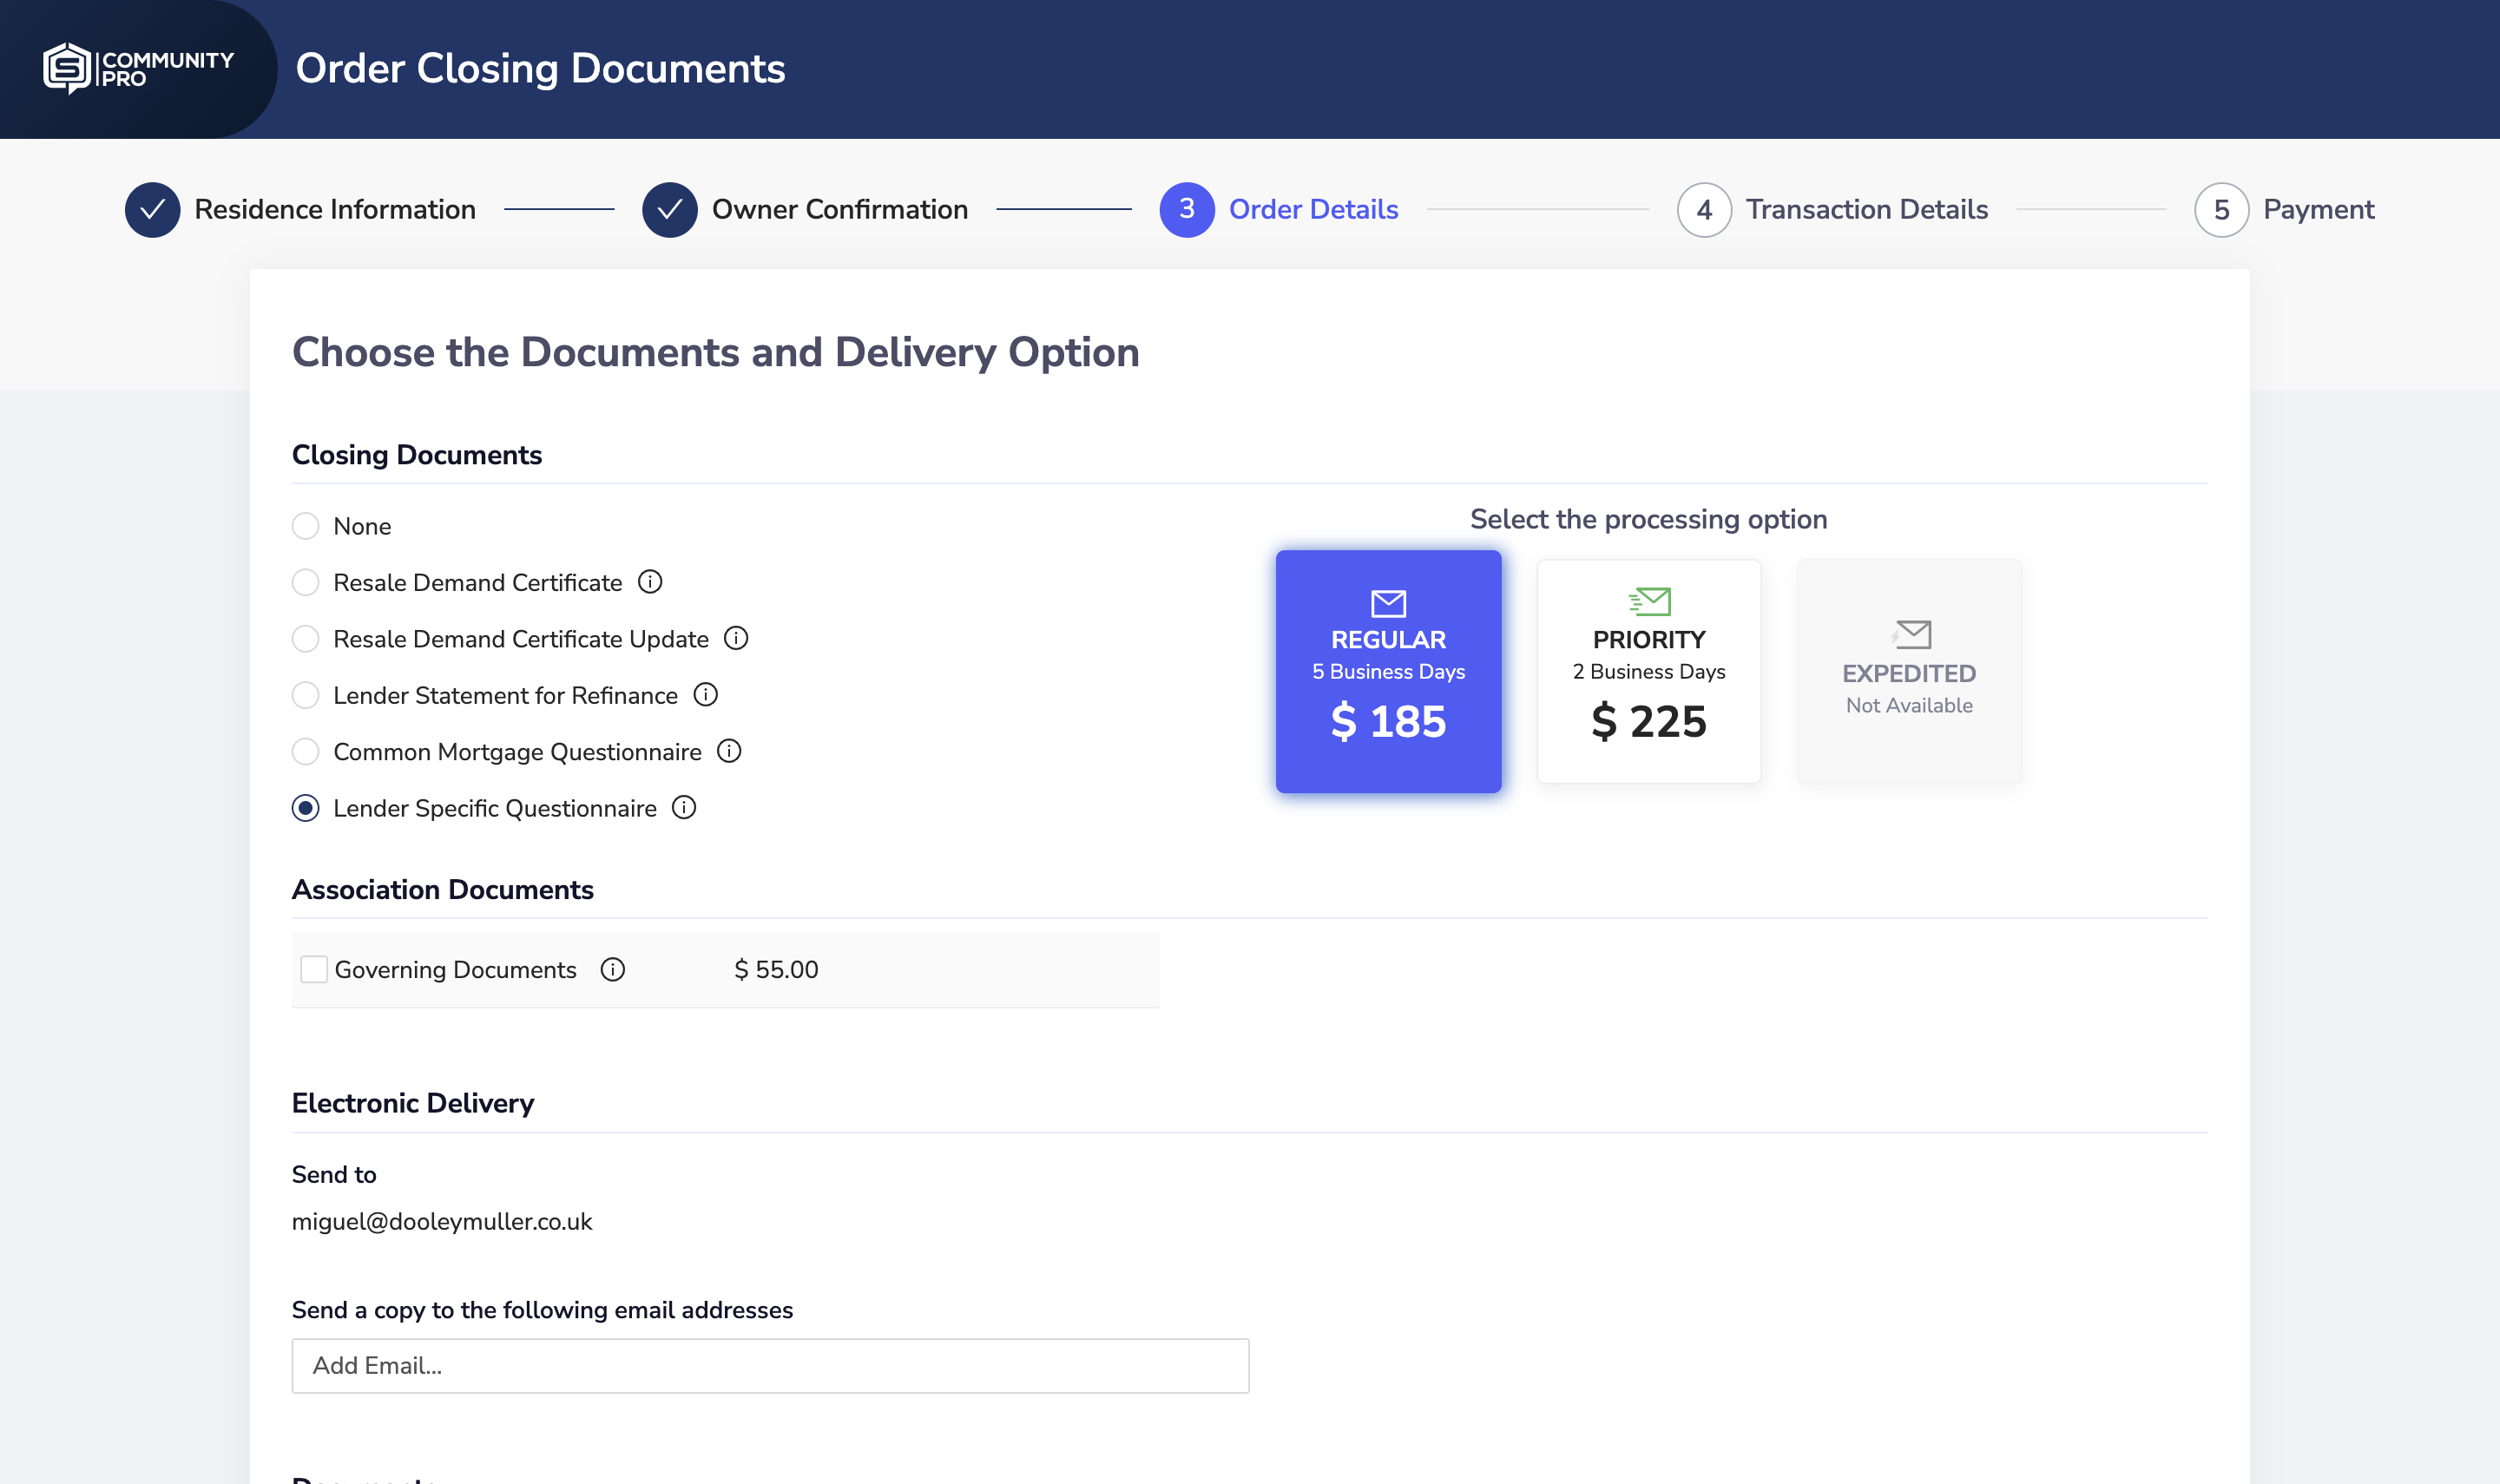 COMMUNITY
PRO
Order Closing Documents
Residence Information
Owner Confirmation
3 Order Details
4 Transaction Details
5 Payment
Choose the Documents and Delivery Option
Closing Documents
None
Resale Demand Certificate
Resale Demand Certificate Update
Lender Statement for Refinance
Common Mortgage Questionnaire
Lender Specific Questionnaire
Select the processing option
REGULAR
5 Business Days
$ 185
PRIORITY
2 Business Days
$ 225
EXPEDITED
Not Available
Association Documents
Governing Documents $ 55.00
Electronic Delivery
Send to
miguel@dooleymuller.co.uk
Send a copy to the following email addresses
Add Email...